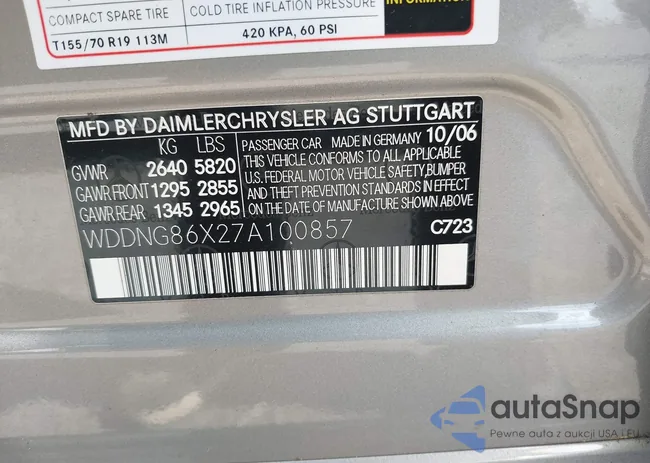 COMPACT SPARE TIRE
COLD TIRE INFLATION PRESSURE
INFORMATION
T155/70 R19 113M
420 KPA, 60 PSI
MFD BY DAIMLERCHRYSLER AG STUTTGART
KG LBS
GVWR 2640 5820
GAWR FRONT 1295 2855
GAWR REAR 1345 2965
PASSENGER CAR MADE IN GERMANY 10/06
THIS VEHICLE CONFORMS TO ALL APPLICABLE
U.S. FEDERAL MOTOR VEHICLE SAFETY, BUMPER
AND THEFT PREVENTION STANDARDS IN EFFECT
ON THE DATE OF MANUFACTURE SHOWN ABOVE
WDDNG86X27A100857
C723
autaSnap
Pewne auta z aukcji USA i EU